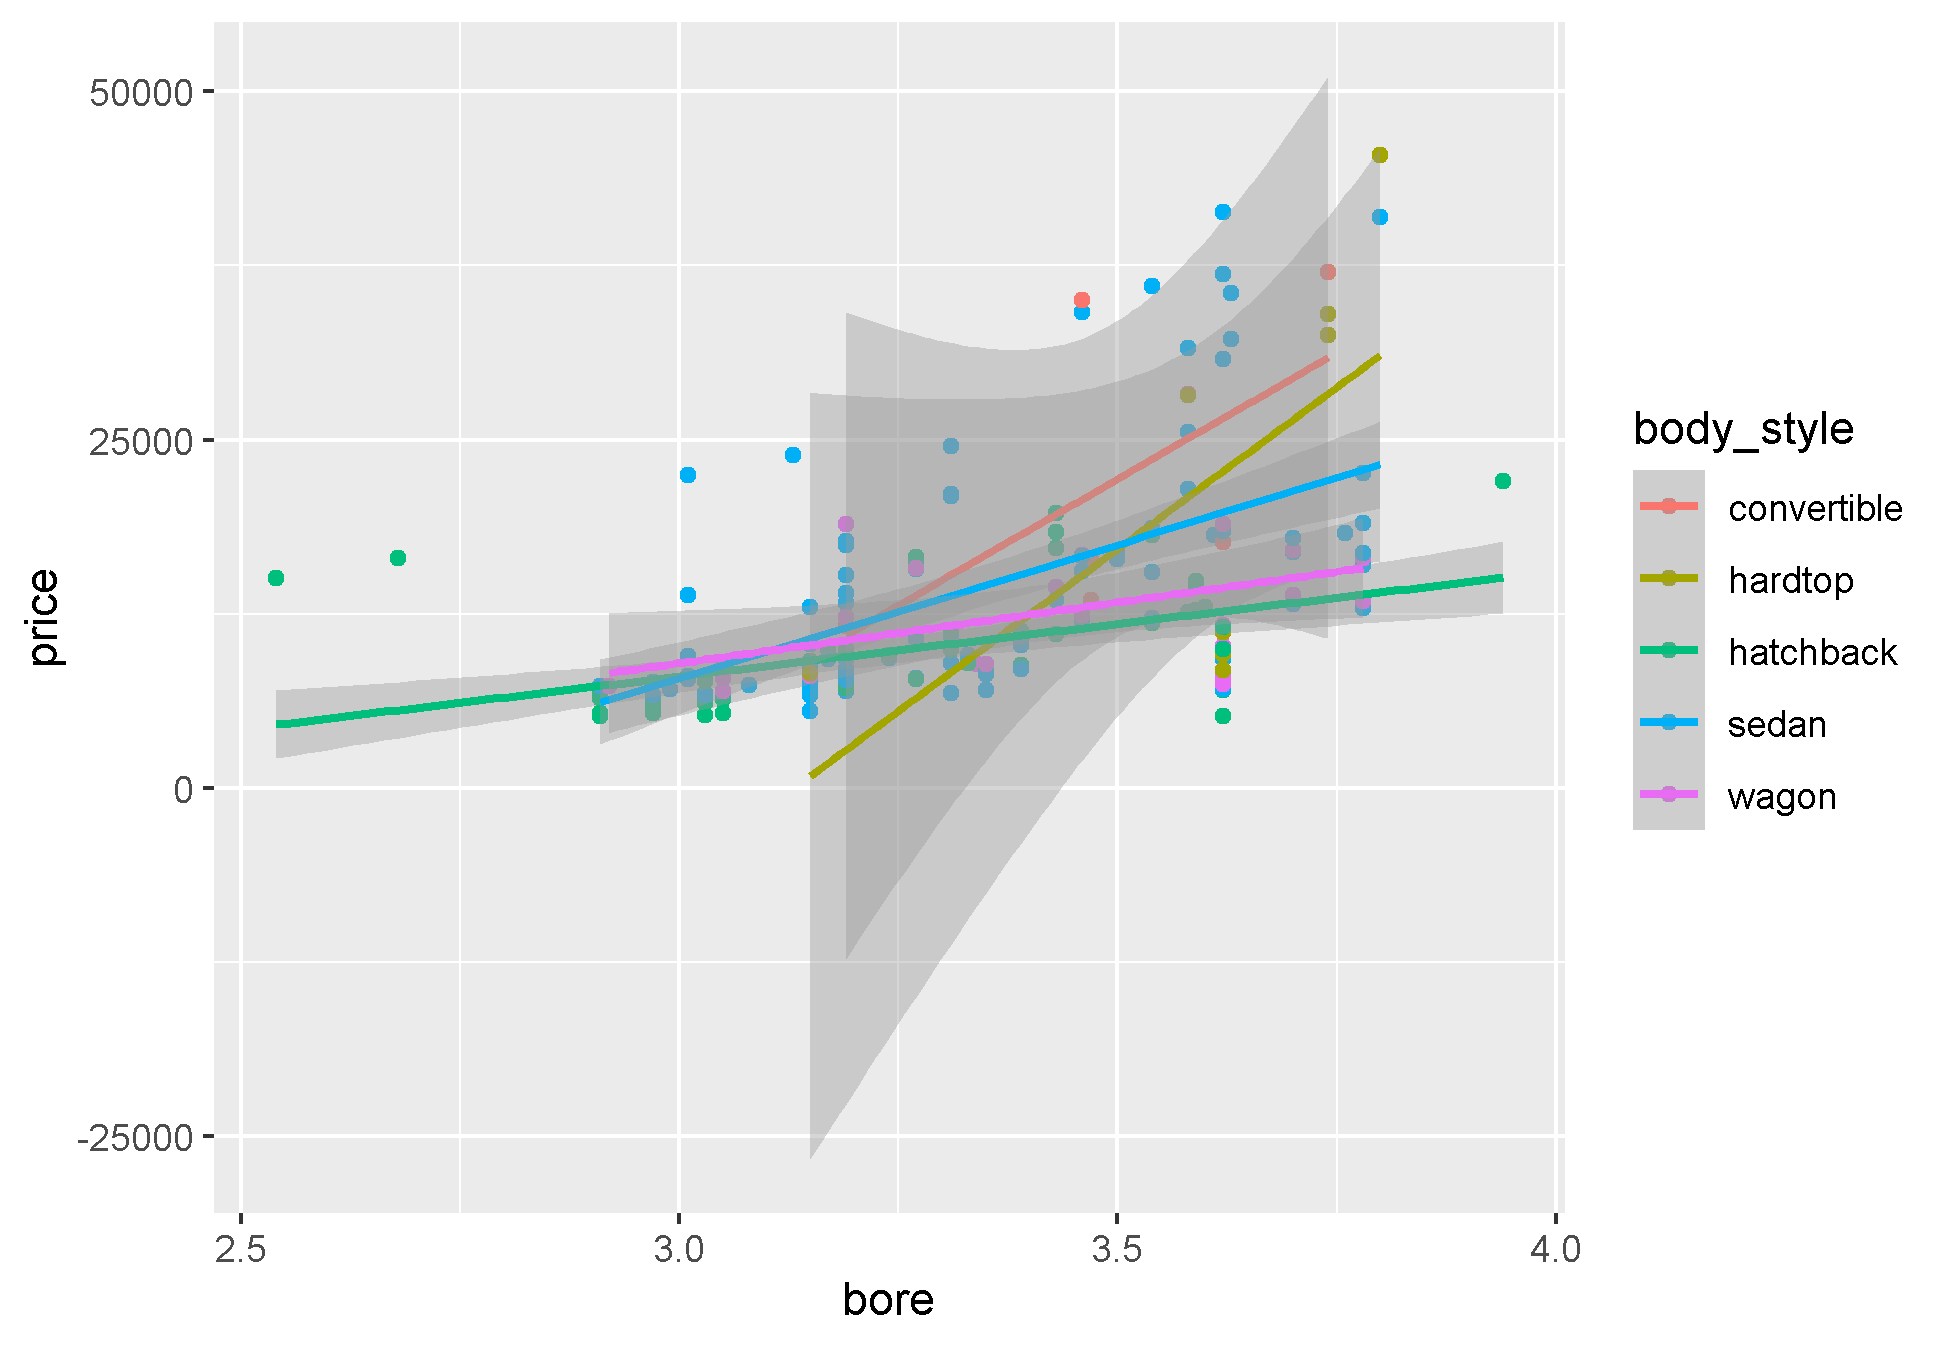 50000
25000
0
-25000
price
2.5
3.0
3.5
4.0
bore
body_style
convertible
hardtop
hatchback
sedan
wagon